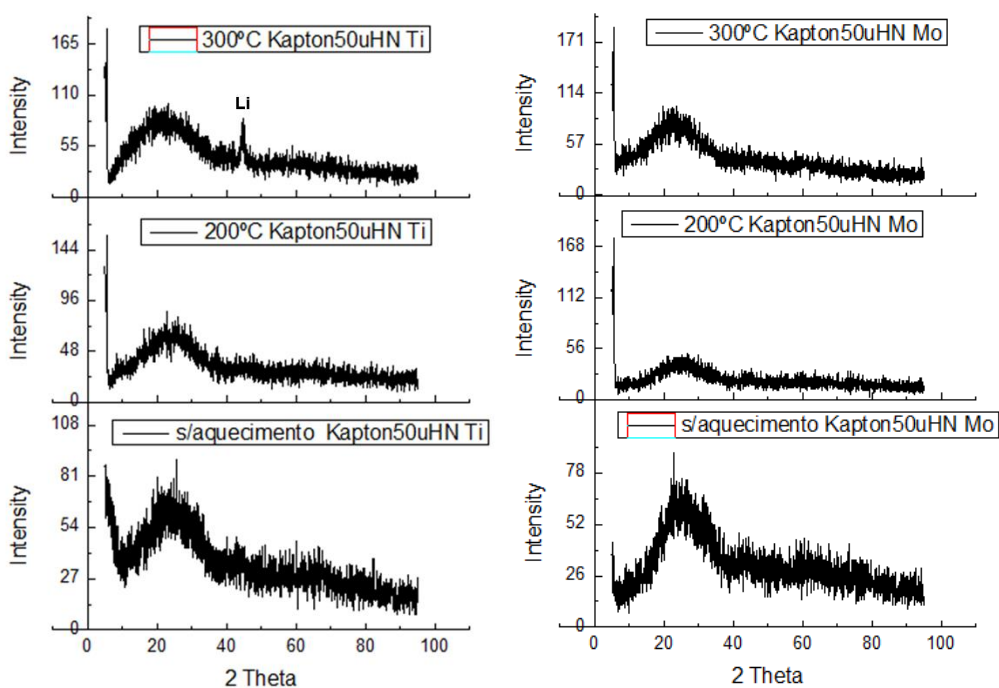 300ºC Kapton50uHN Ti
165
110
55
0
Intensity
Li
200ºC Kapton50uHN Ti
144
96
48
0
Intensity
s/aquecimento Kapton50uHN Ti
108
81
54
27
0
Intensity
0 20 40 60 80 100
2 Theta
300ºC Kapton50uHN Mo
171
114
57
0
Intensity
200ºC Kapton50uHN Mo
168
112
56
0
Intensity
s/aquecimento Kapton50uHN Mo
78
52
26
0
Intensity
0 20 40 60 80 100
2 Theta